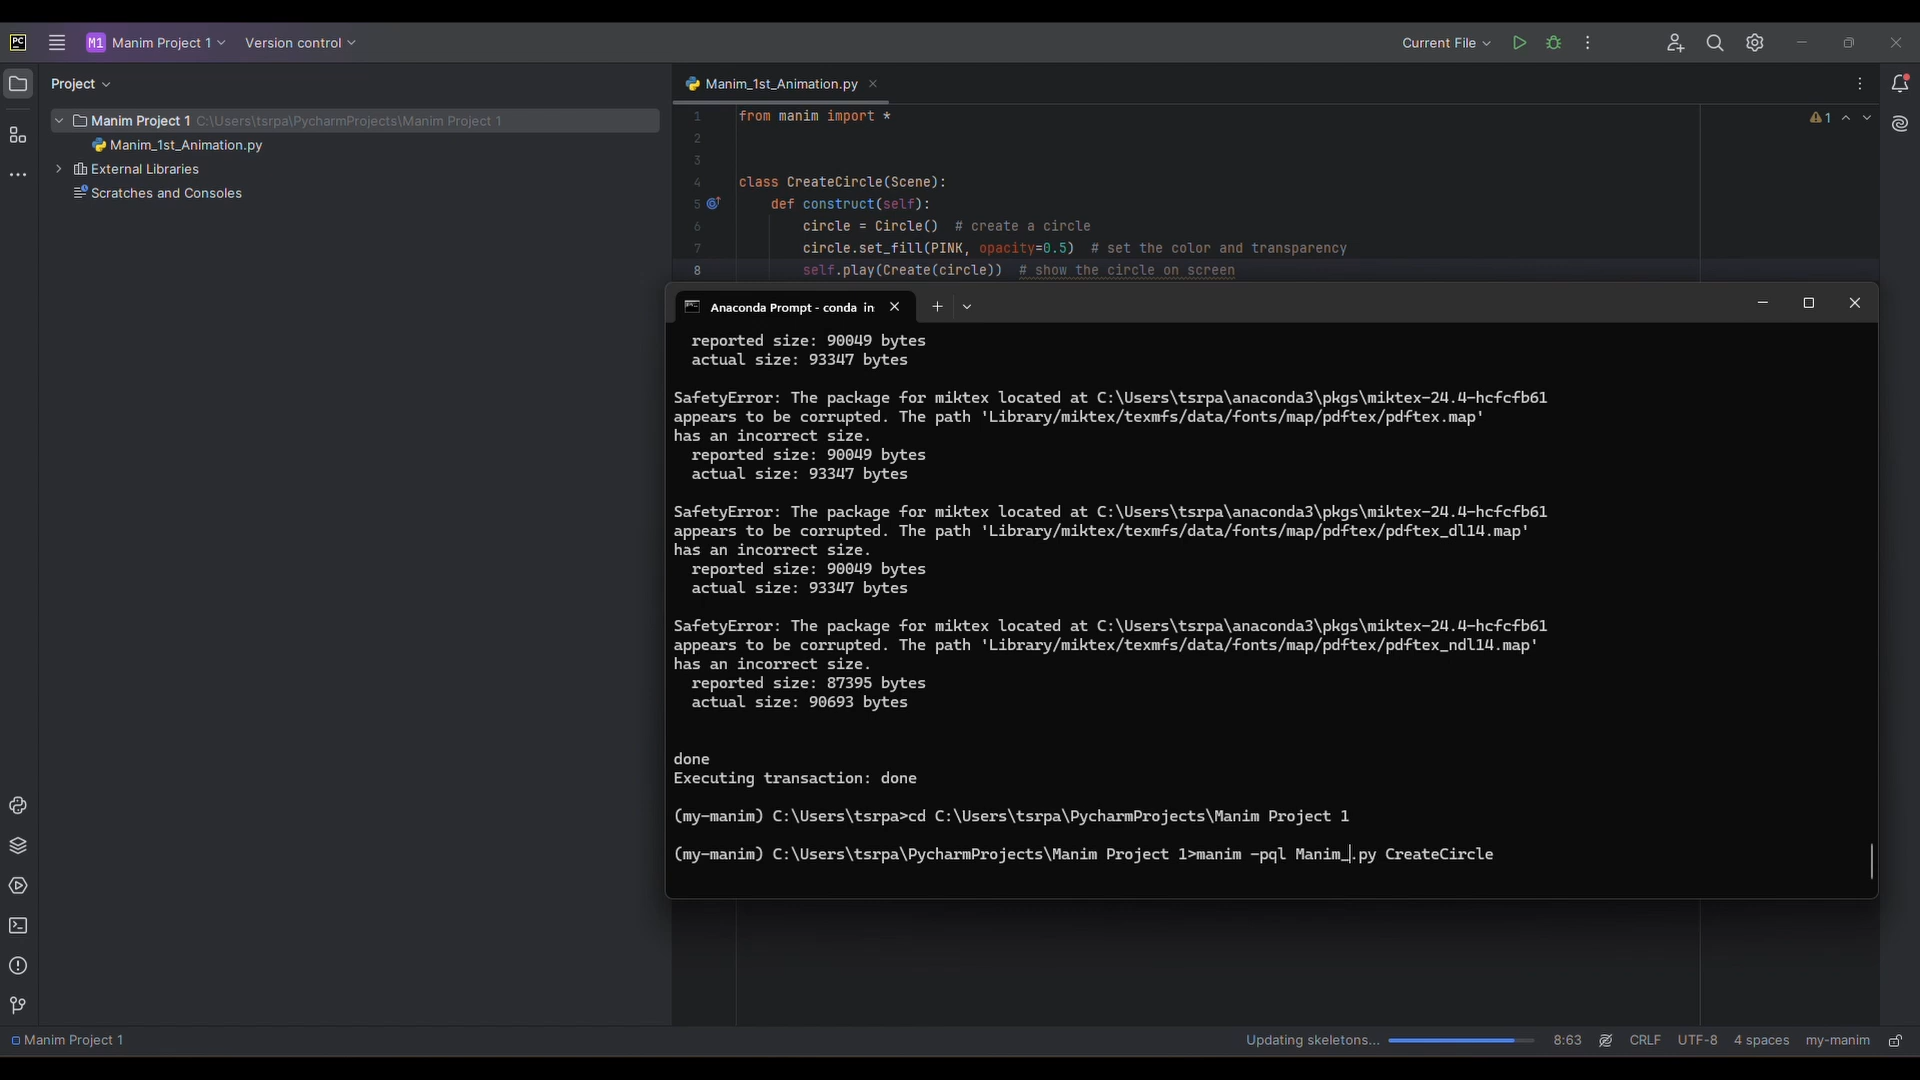 PC
M1 Manim Project 1 Version control
Current File
Project
Manim_1st_Animation.py
Manim Project 1 C:\Users\tsrpa\PycharmProjects\Manim Project 1
Manim_1st_Animation.py
External Libraries
Scratches and Consoles
1 from manim import *
1
2
3
4 class CreateCircle(Scene):
5 def construct(self):
6 circle = Circle() # create a circle
7 circle.set_fill(PINK, opacity=0.5) # set the color and transparency
8 self.play(Create(circle)) # show the circle on screen
Anaconda Prompt - conda in
reported size: 90049 bytes
actual size: 93347 bytes
SafetyError: The package for miktex located at C:\Users\tsrpa\anaconda3\pkgs\miktex-24.4-hcfcfb61
appears to be corrupted. The path 'Library/miktex/texmfs/data/fonts/map/pdftex/pdftex.map'
has an incorrect size.
reported size: 90049 bytes
actual size: 93347 bytes
SafetyError: The package for miktex located at C:\Users\tsrpa\anaconda3\pkgs\miktex-24.4-hcfcfb61
appears to be corrupted. The path 'Library/miktex/texmfs/data/fonts/map/pdftex/pdftex_dl14.map'
has an incorrect size.
reported size: 90049 bytes
actual size: 93347 bytes
SafetyError: The package for miktex located at C:\Users\tsrpa\anaconda3\pkgs\miktex-24.4-hcfcfb61
appears to be corrupted. The path 'Library/miktex/texmfs/data/fonts/map/pdftex/pdftex_ndl14.map'
has an incorrect size.
reported size: 87395 bytes
actual size: 90693 bytes
done
Executing transaction: done
(my-manim) C:\Users\tsrpa>cd C:\Users\tsrpa\PycharmProjects\Manim Project 1
(my-manim) C:\Users\tsrpa\PycharmProjects\Manim Project 1>manim -pql Manim_.py CreateCircle
Manim Project 1
Updating skeletons... 8:63 CRLF UTF-8 4 spaces my-manim